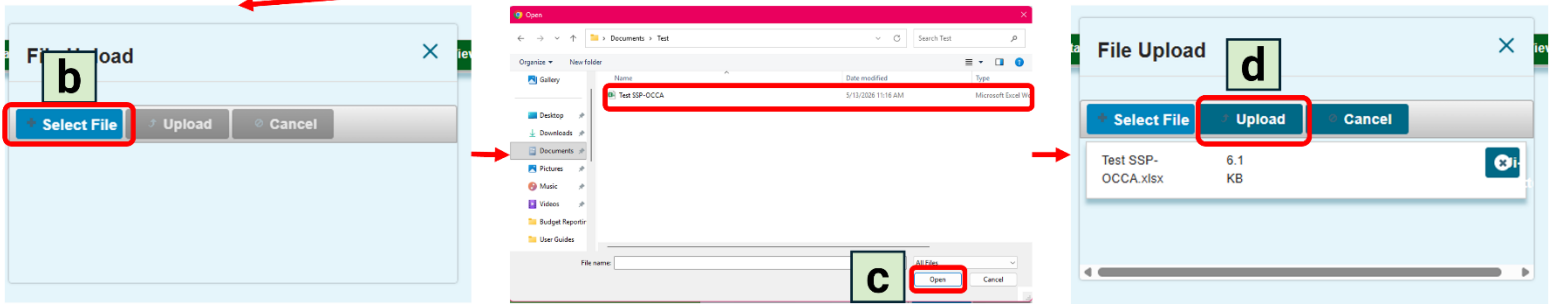 File Upload
b
Select File
Upload
Cancel
Open
Documents > Test
Search Test
Organize
New folder
Gallery
Name
Date modified
Type
Test SSP-OCCA
5/13/2026 11:16 AM
Microsoft Excel Wo
Desktop
Downloads
Documents
Pictures
Music
Videos
Budget Reportin
User Guides
File name:
All Files
c
Open
Cancel
File Upload
d
Select File
Upload
Cancel
Test SSP-
OCCA.xlsx
6.1
KB